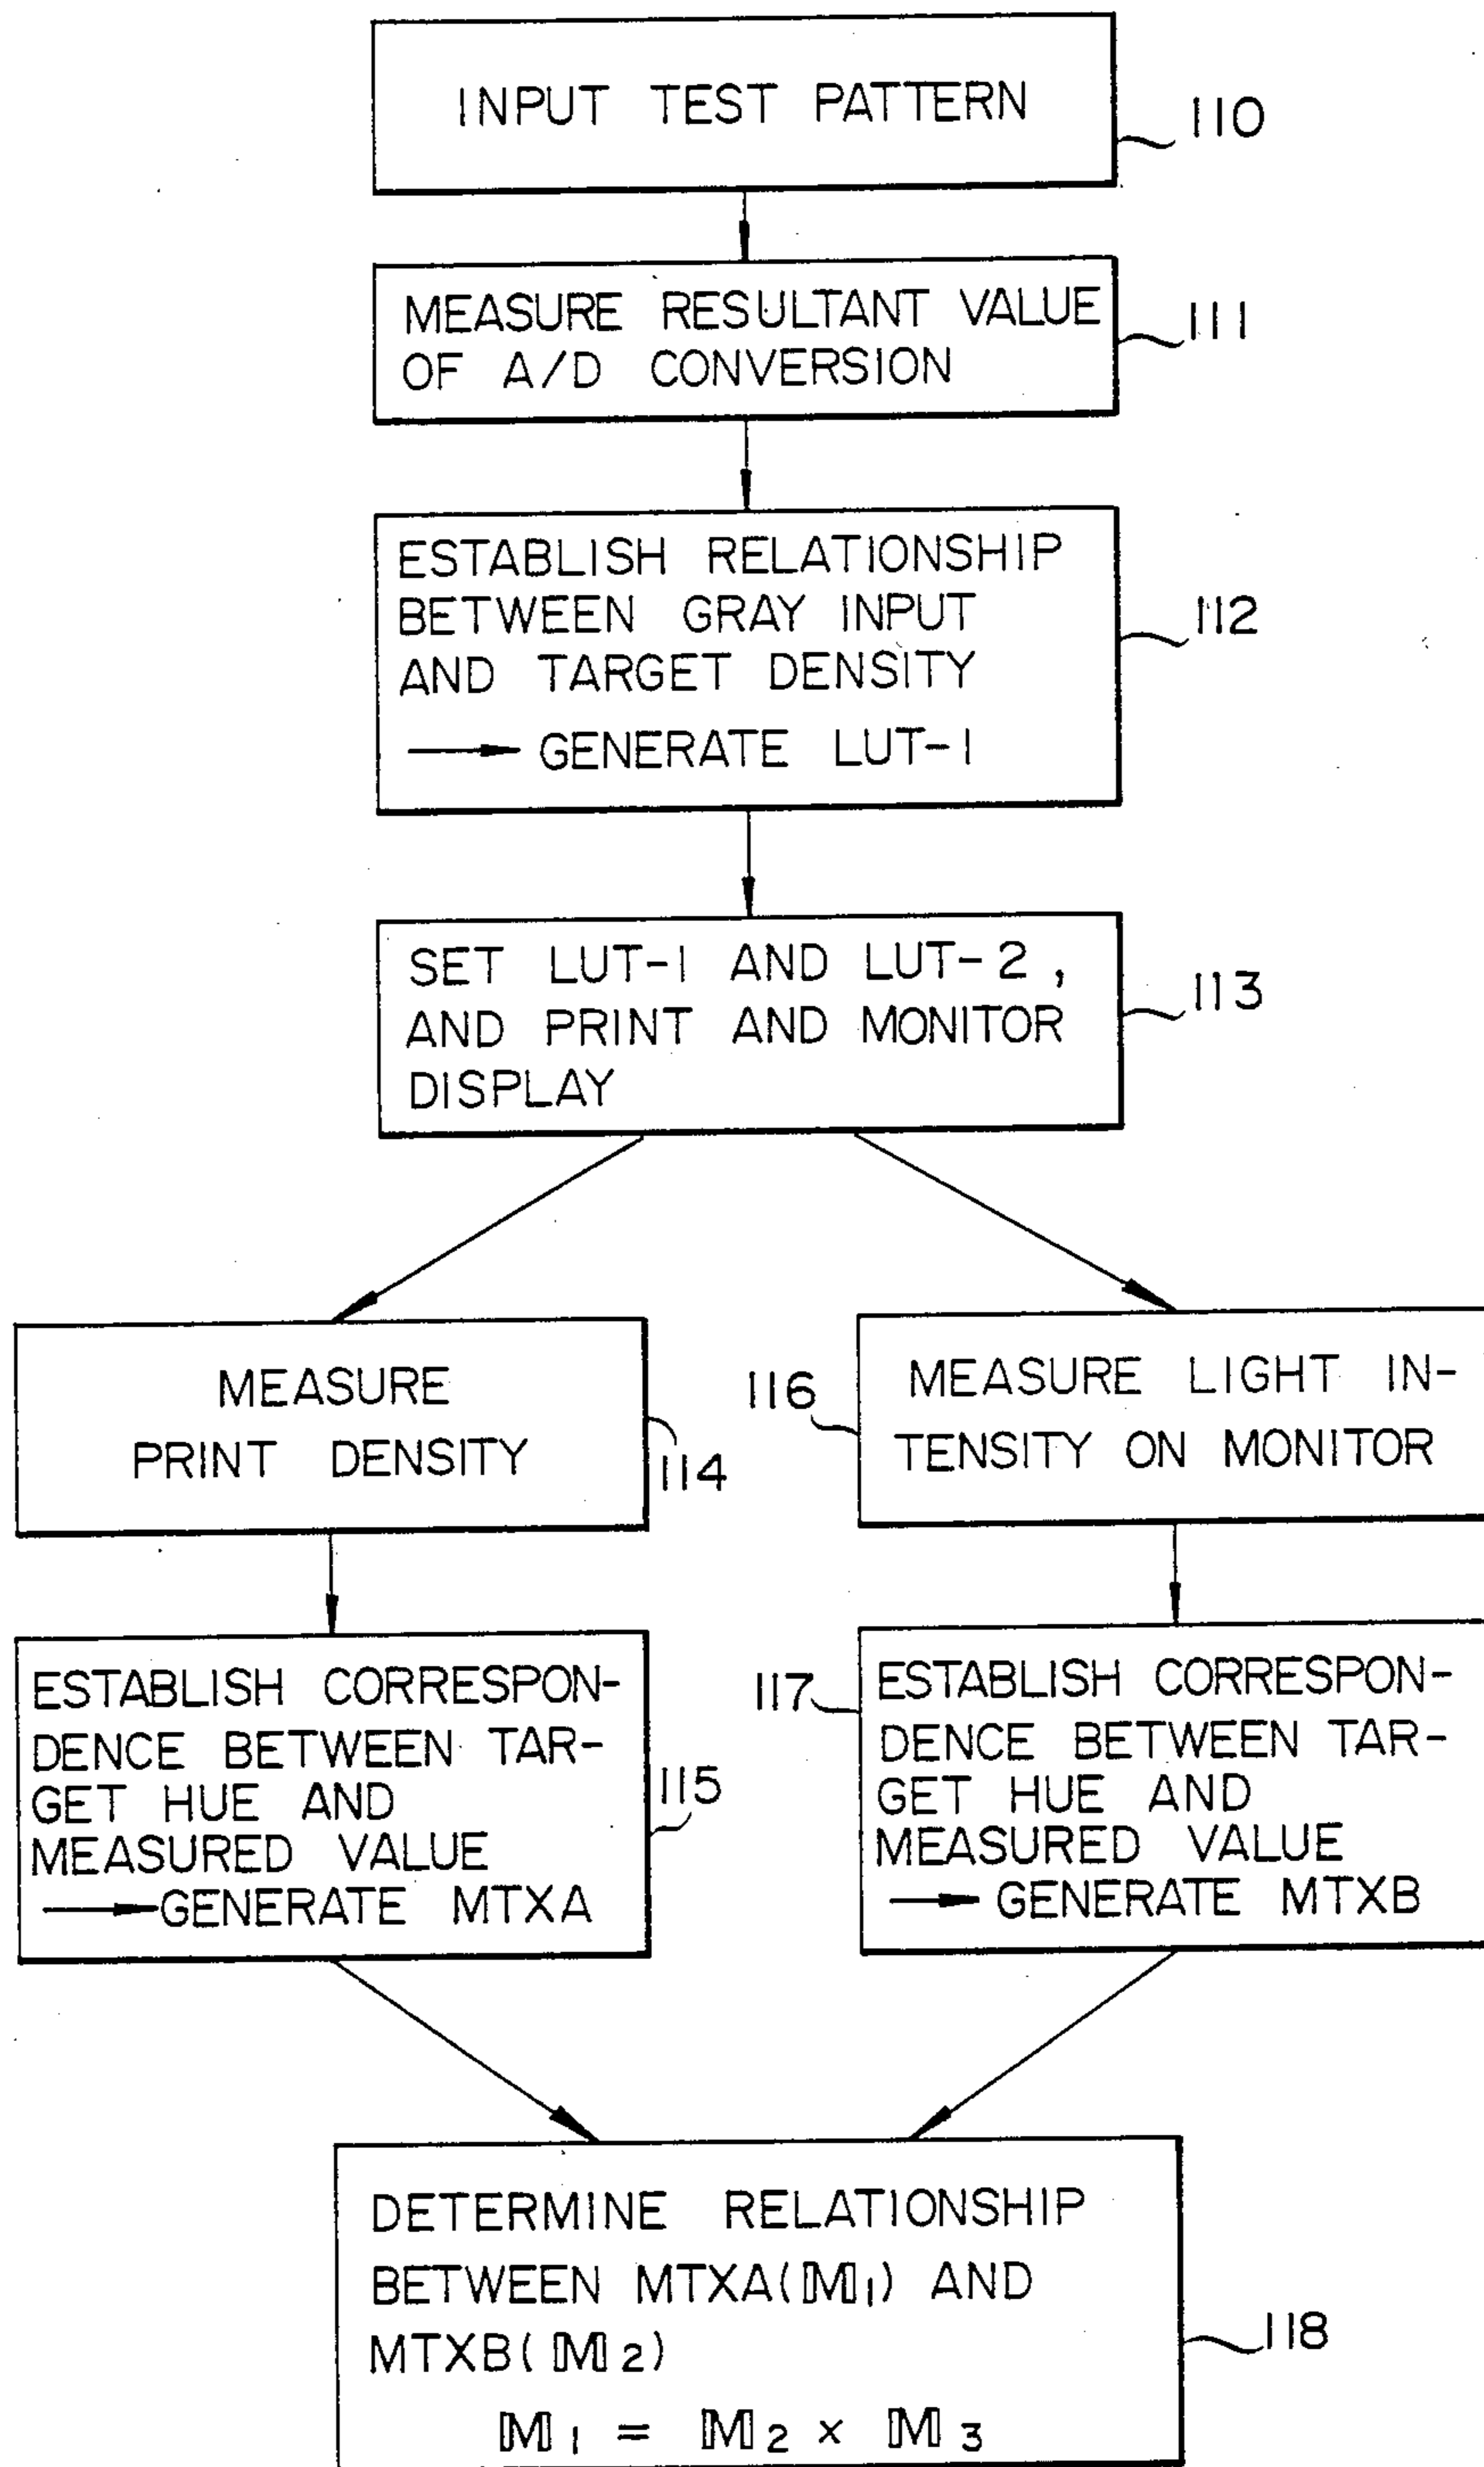 INPUT TEST PATTERN
110
MEASURE RESULTANT VALUE
OF A/D CONVERSION
111
ESTABLISH RELATIONSHIP
BETWEEN GRAY INPUT
AND TARGET DENSITY
→ GENERATE LUT-1
112
SET LUT-1 AND LUT-2,
AND PRINT AND MONITOR
DISPLAY
113
MEASURE
PRINT DENSITY
114
116
MEASURE LIGHT IN-
TENSITY ON MONITOR
ESTABLISH CORRESPON-
DENCE BETWEEN TAR-
GET HUE AND
MEASURED VALUE
→ GENERATE MTXA
115
117
ESTABLISH CORRESPON-
DENCE BETWEEN TAR-
GET HUE AND
MEASURED VALUE
→ GENERATE MTXB
DETERMINE RELATIONSHIP
BETWEEN MTXA(𝕄₁) AND
MTXB(𝕄₂)
𝕄₁ = 𝕄₂ × 𝕄₃
118